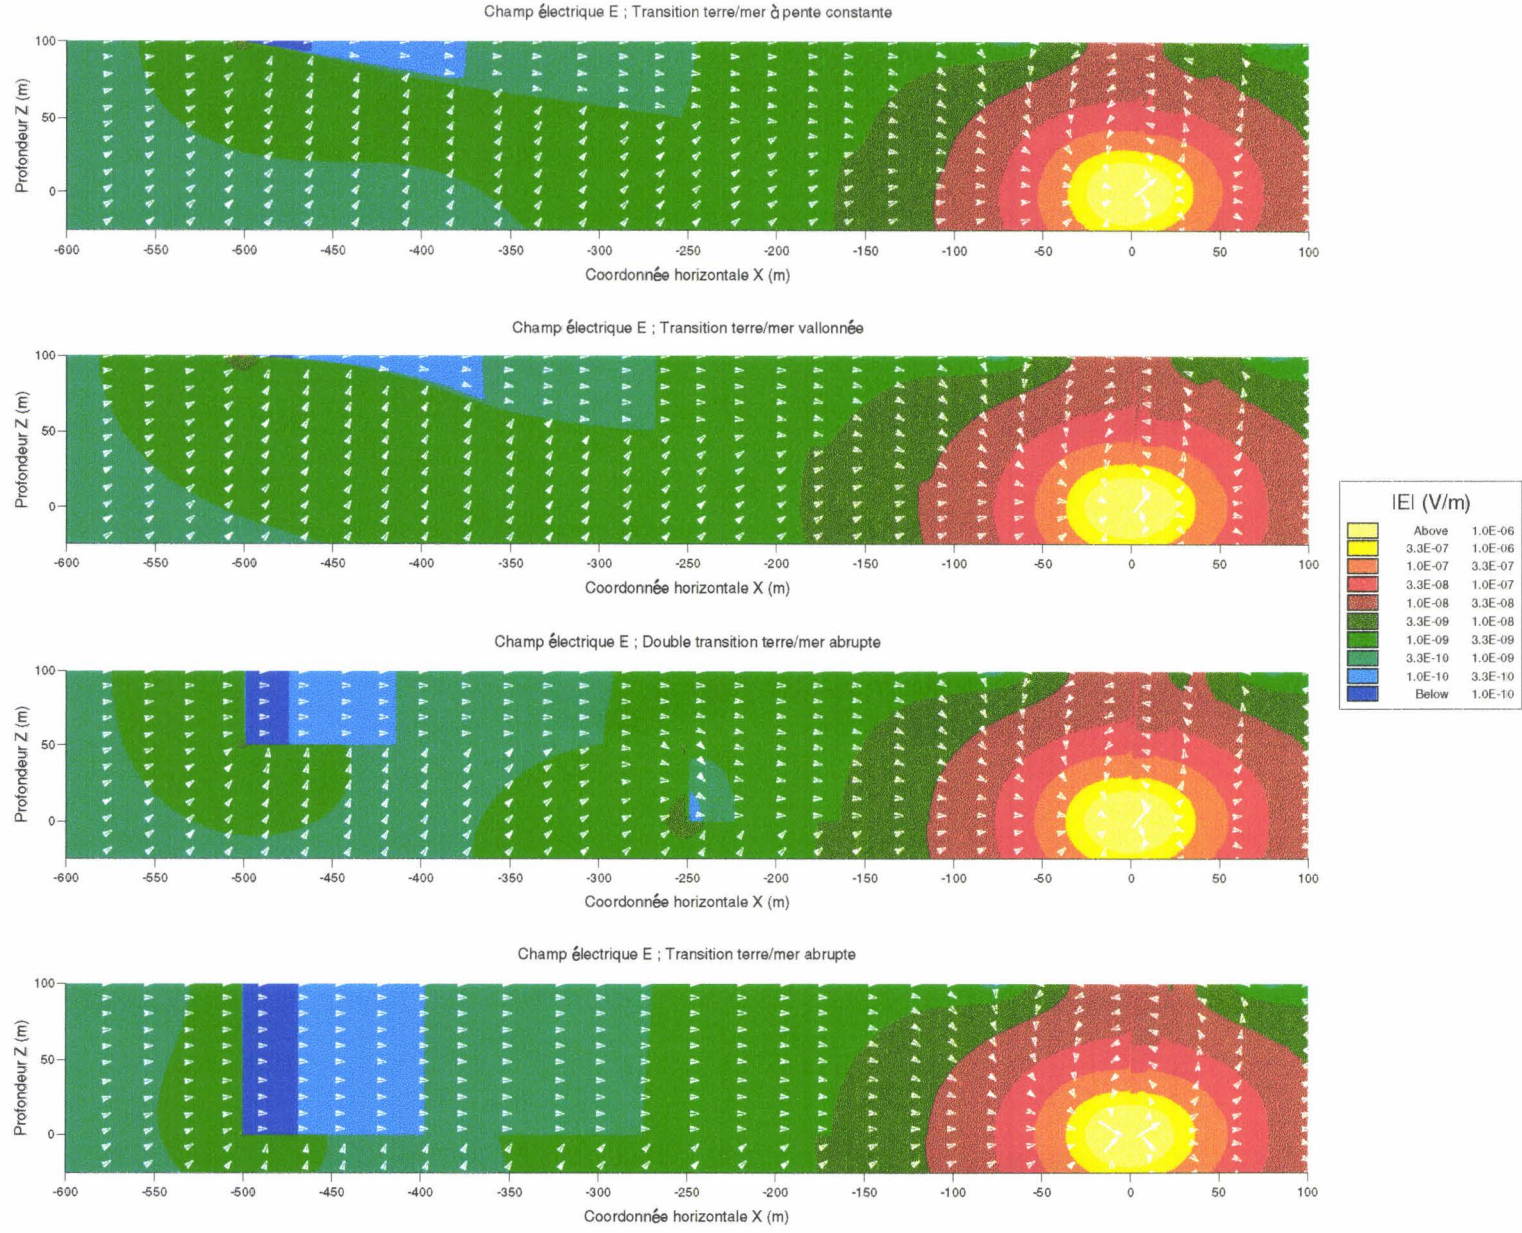 Champ électrique E ; Transition terre/mer à pente constante
Profondeur Z (m)
100
50
0
-600 -550 -500 -450 -400 -350 -300 -250 -200 -150 -100 -50 0 50 100
Coordonnée horizontale X (m)
Champ électrique E ; Transition terre/mer vallonnée
Profondeur Z (m)
100
50
0
-600 -550 -500 -450 -400 -350 -300 -250 -200 -150 -100 -50 0 50 100
Coordonnée horizontale X (m)
|E| (V/m)
Above 1.0E-06
3.3E-07 1.0E-06
1.0E-07 3.3E-07
3.3E-08 1.0E-07
1.0E-08 3.3E-08
3.3E-09 1.0E-08
1.0E-09 3.3E-09
3.3E-10 1.0E-09
1.0E-10 3.3E-10
Below 1.0E-10
Champ électrique E ; Double transition terre/mer abrupte
Profondeur Z (m)
100
50
0
-600 -550 -500 -450 -400 -350 -300 -250 -200 -150 -100 -50 0 50 100
Coordonnée horizontale X (m)
Champ électrique E ; Transition terre/mer abrupte
Profondeur Z (m)
100
50
0
-600 -550 -500 -450 -400 -350 -300 -250 -200 -150 -100 -50 0 50 100
Coordonnée horizontale X (m)